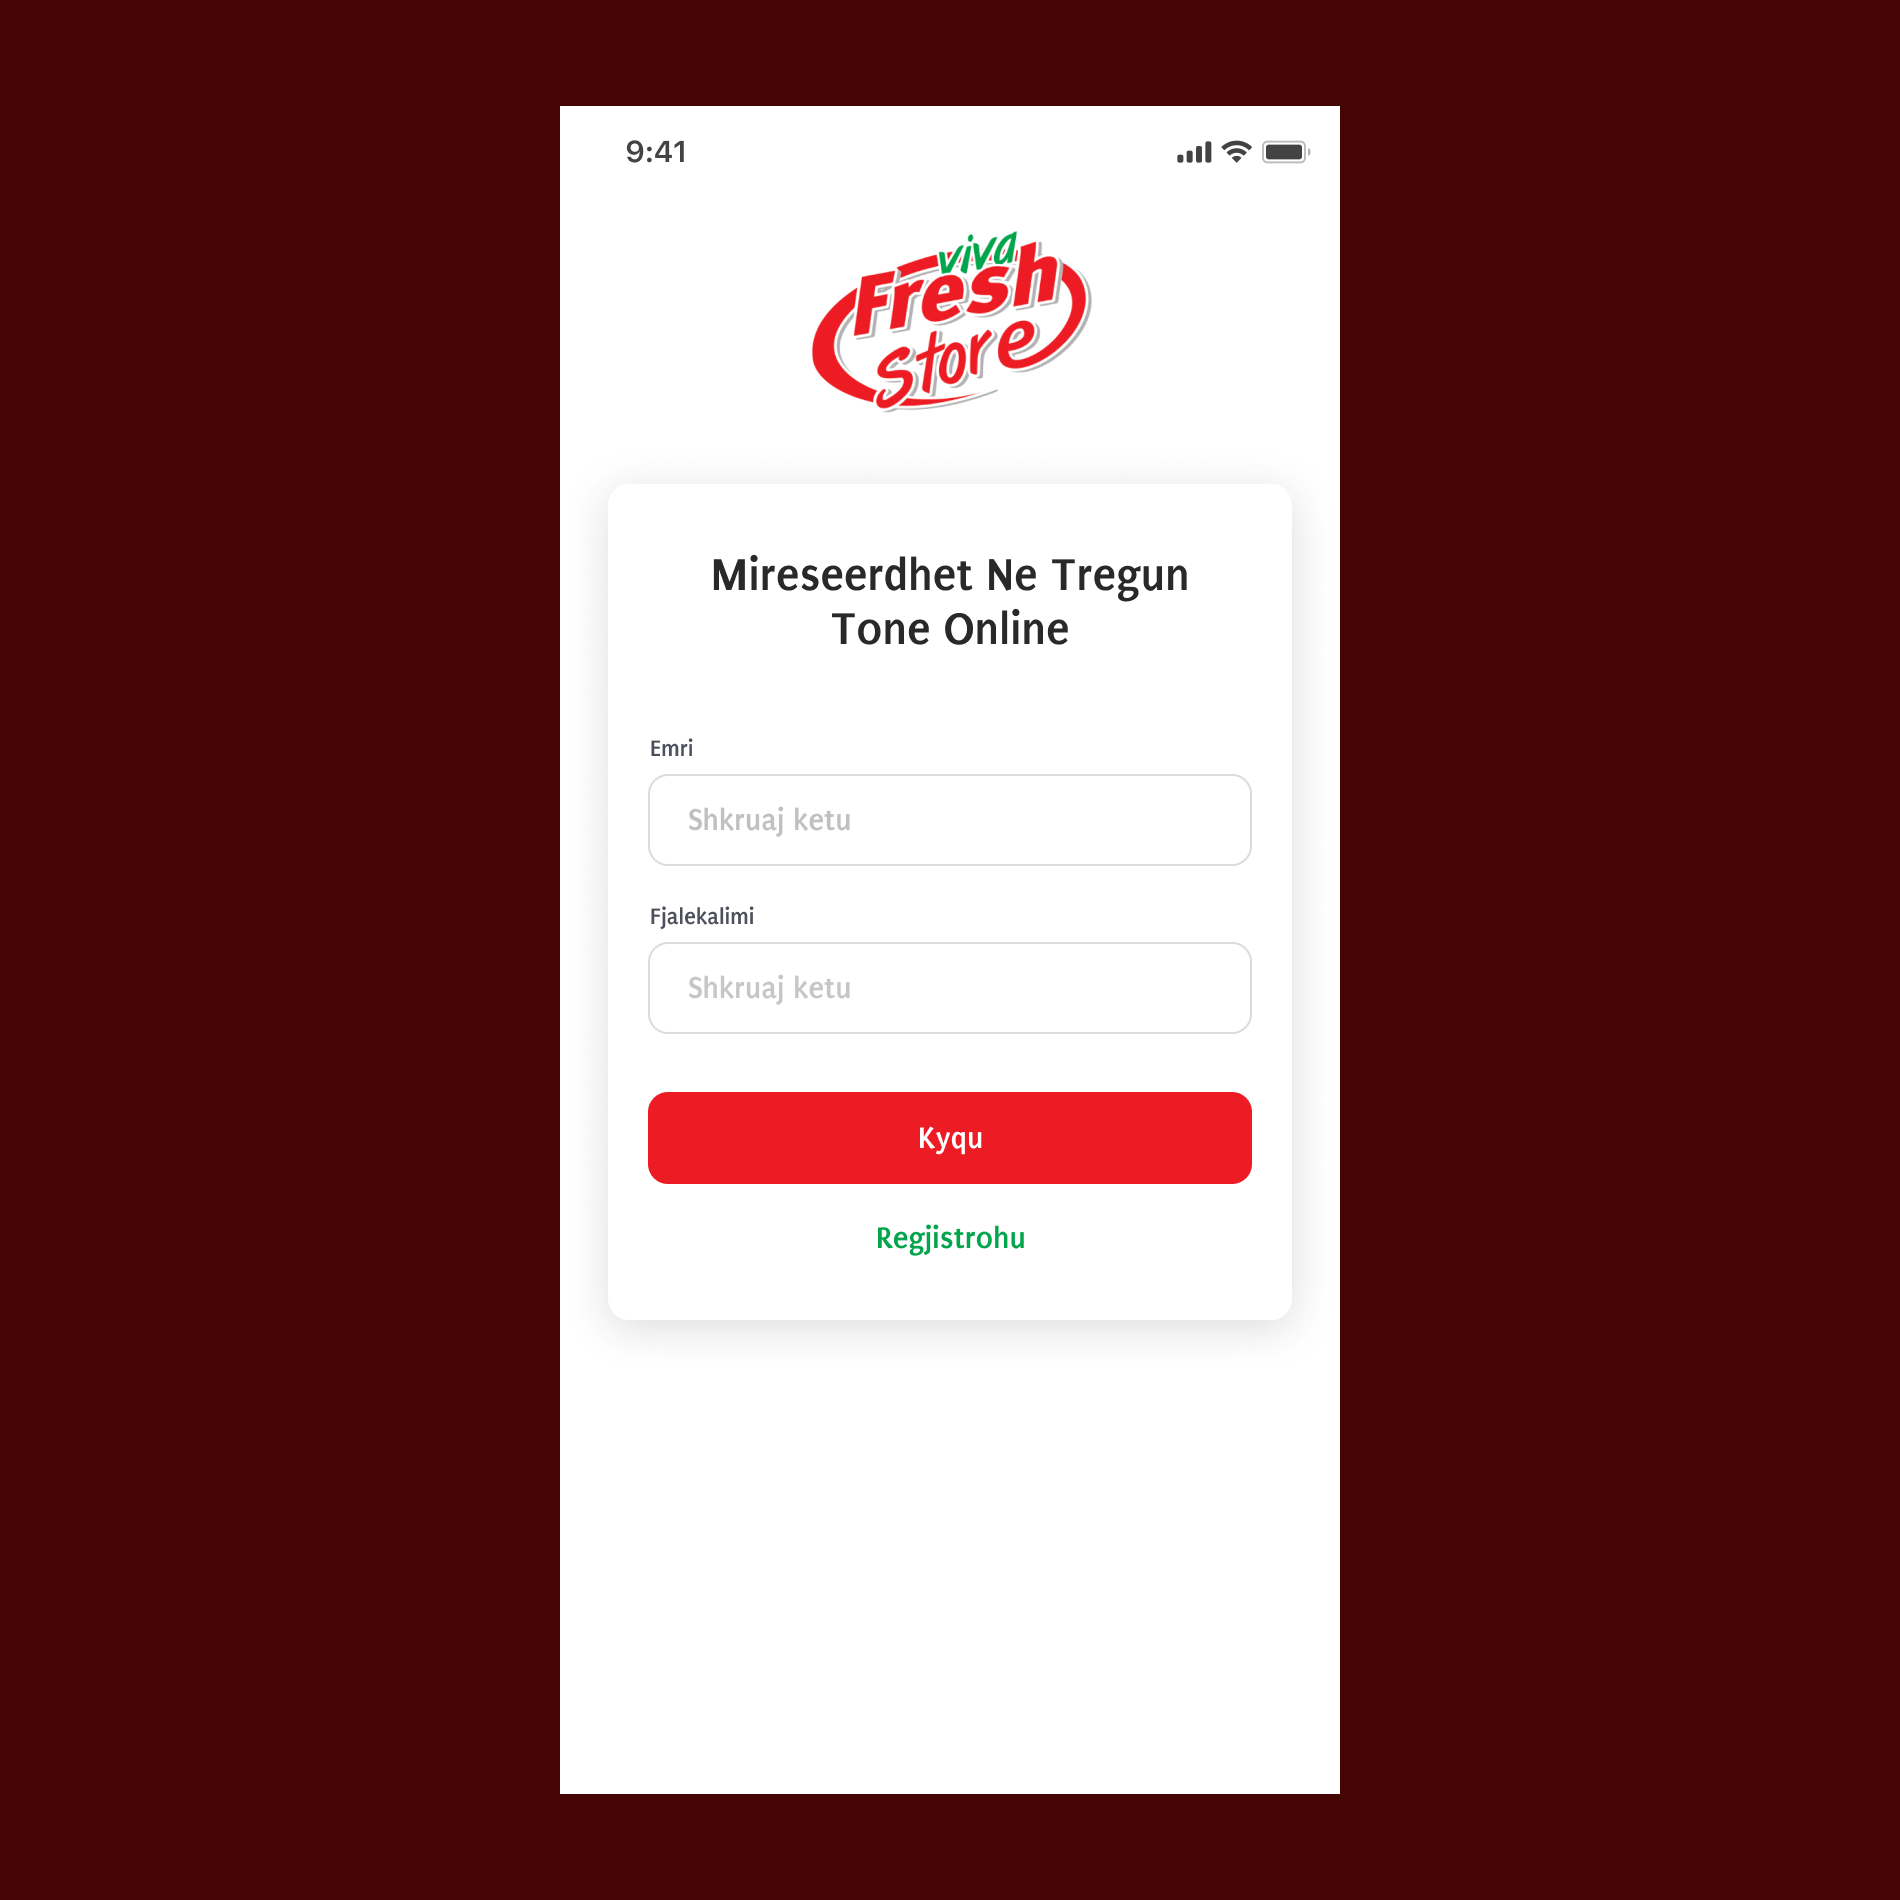 9:41
viva
Fresh
Store
Mireseerdhet Ne Tregun
Tone Online
Emri
Shkruaj ketu
Fjalekalimi
Shkruaj ketu
Kyqu
Regjistrohu